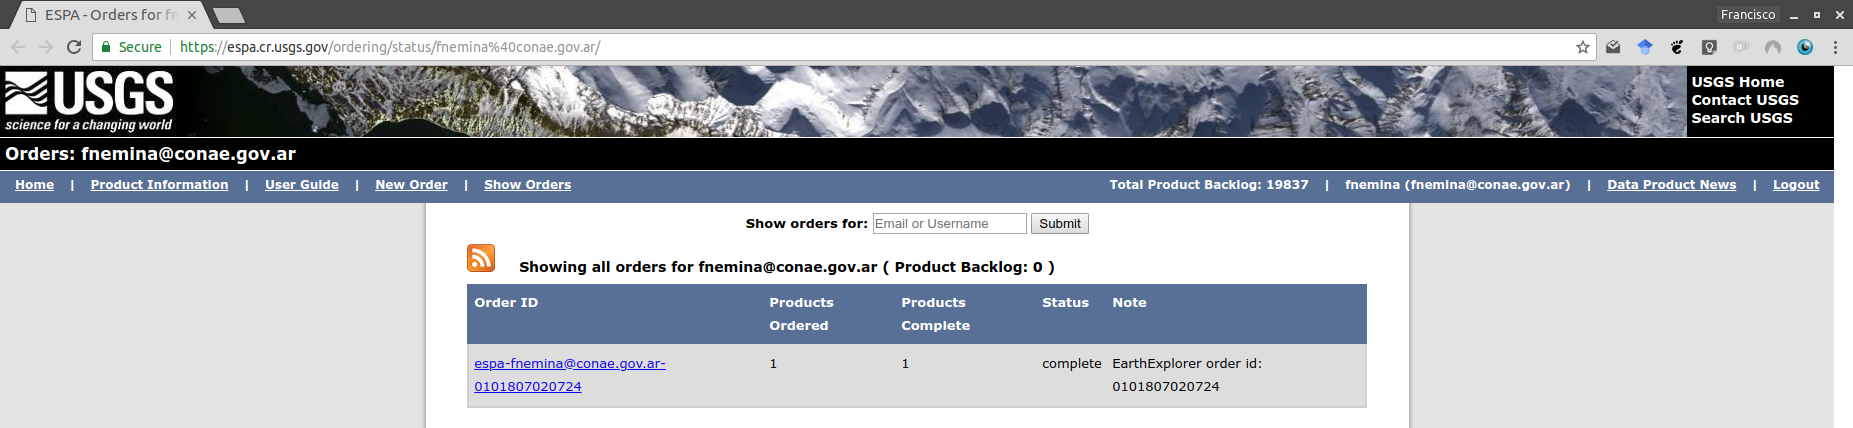 ESPA - Orders for fn
Francisco
Secure https://espa.cr.usgs.gov/ordering/status/fnemina%40conae.gov.ar/
USGS
science for a changing world
USGS Home
Contact USGS
Search USGS
Orders: fnemina@conae.gov.ar
Home | Product Information | User Guide | New Order | Show Orders Total Product Backlog: 19837 | fnemina (fnemina@conae.gov.ar) | Data Product News | Logout
Show orders for: Email or Username Submit
Showing all orders for fnemina@conae.gov.ar ( Product Backlog: 0 )
Order ID Products Ordered Products Complete Status Note
espa-fnemina@conae.gov.ar- 1 1 complete EarthExplorer order id:
0101807020724 0101807020724